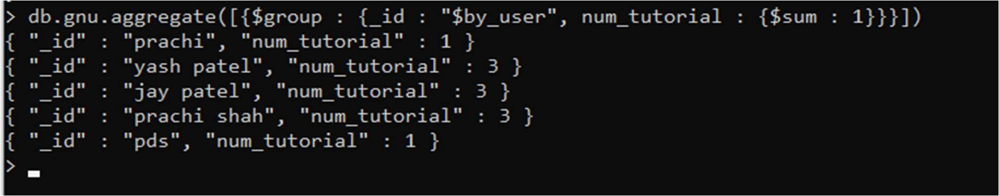 > db.gnu.aggregate([{$group : {_id : "$by_user", num_tutorial : {$sum : 1}}}])
{ "_id" : "prachi", "num_tutorial" : 1 }
{ "_id" : "yash patel", "num_tutorial" : 3 }
{ "_id" : "jay patel", "num_tutorial" : 3 }
{ "_id" : "prachi shah", "num_tutorial" : 3 }
{ "_id" : "pds", "num_tutorial" : 1 }
>